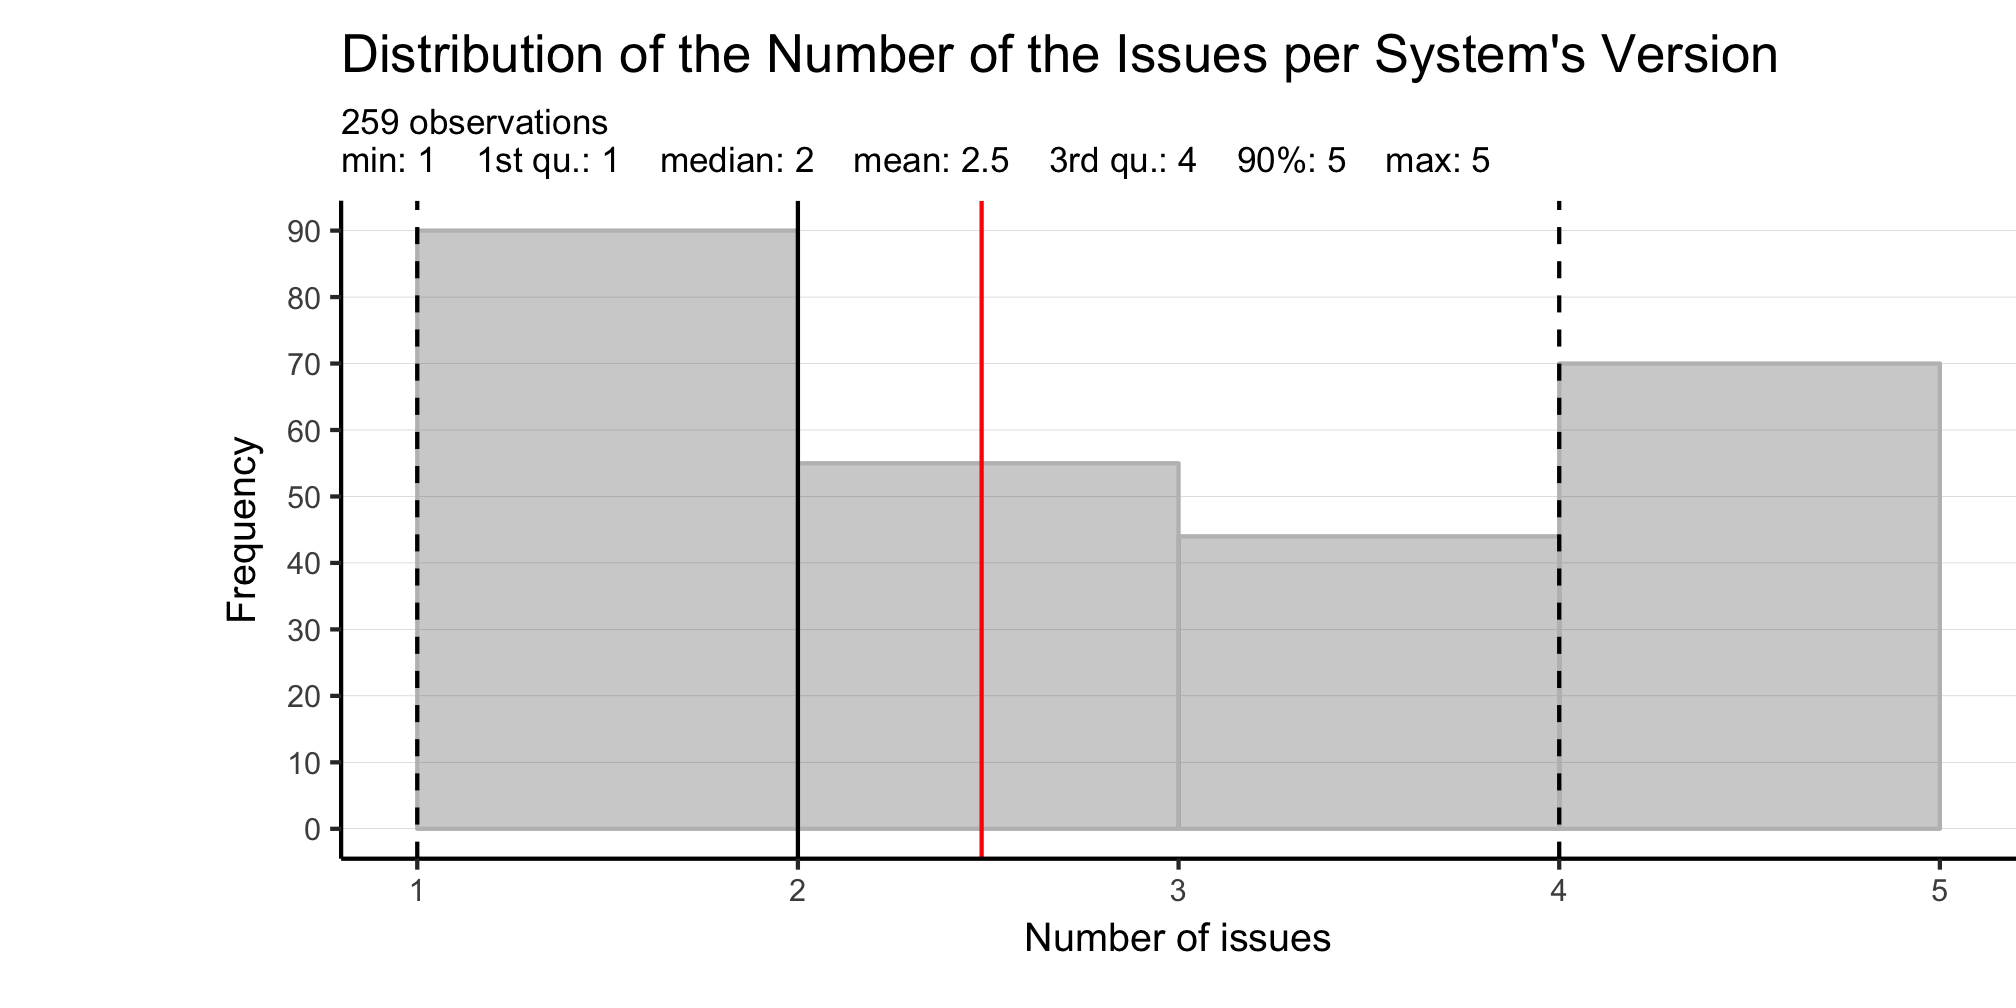 Distribution of the Number of the Issues per System's Version
259 observations
min: 1 1st qu.: 1 median: 2 mean: 2.5 3rd qu.: 4 90%: 5 max: 5
90
80
70
60
50
40
30
20
10
0
Frequency
1 2 3 4 5
Number of issues